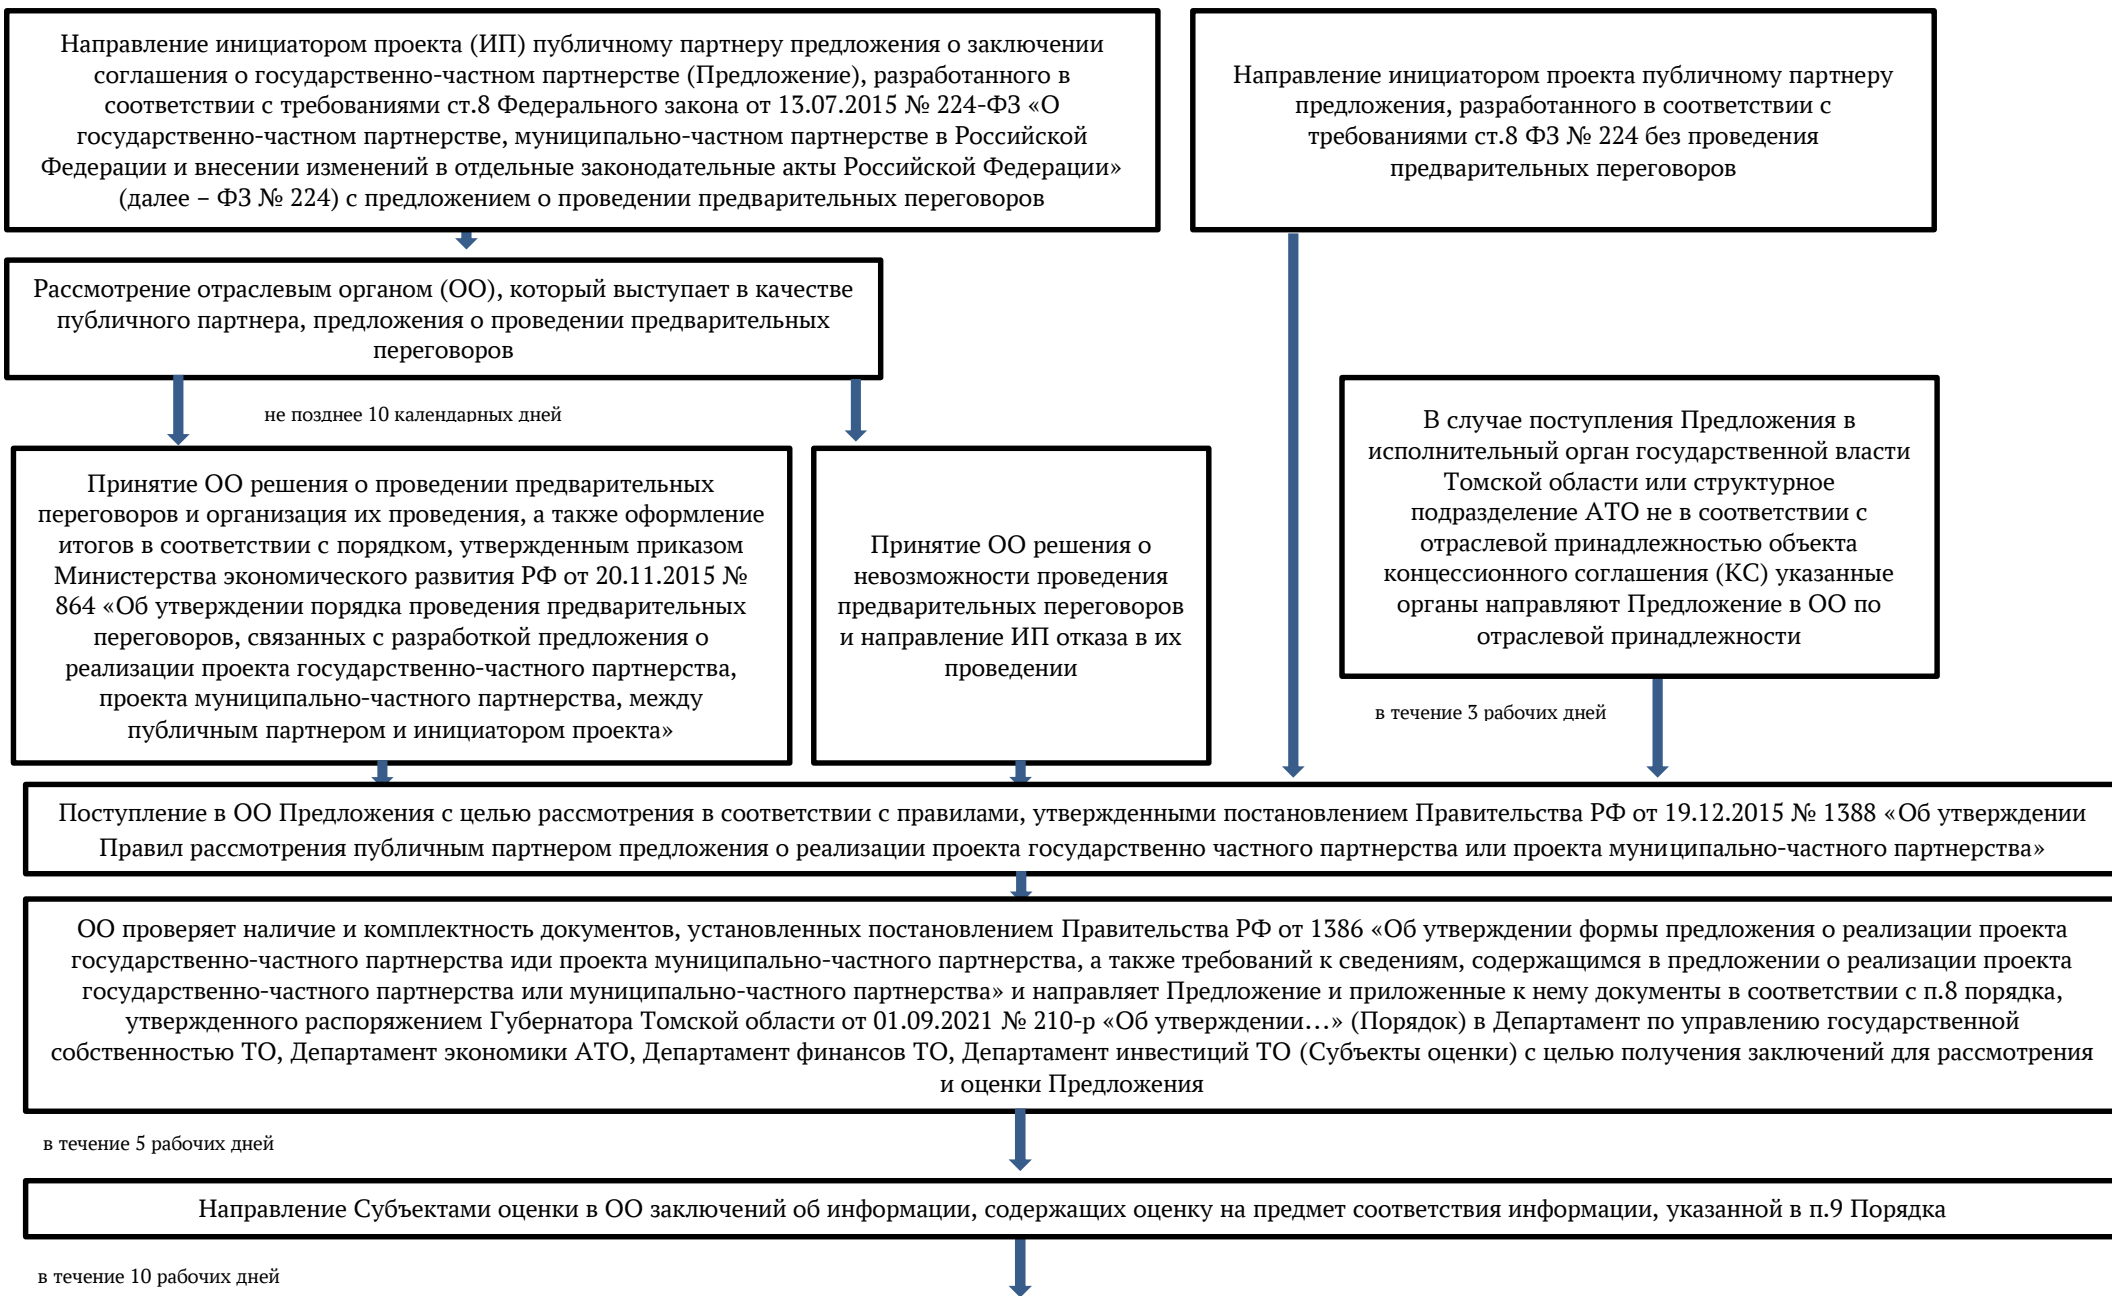 Направление инициатором проекта (ИП) публичному партнеру предложения о заключении
соглашения о государственно-частном партнерстве (Предложение), разработанного в
соответствии с требованиями ст.8 Федерального закона от 13.07.2015 № 224-ФЗ «О
государственно-частном партнерстве, муниципально-частном партнерстве в Российской
Федерации и внесении изменений в отдельные законодательные акты Российской Федерации»
(далее – ФЗ № 224) с предложением о проведении предварительных переговоров
Направление инициатором проекта публичному партнеру
предложения, разработанного в соответствии с
требованиями ст.8 ФЗ № 224 без проведения
предварительных переговоров
Рассмотрение отраслевым органом (ОО), который выступает в качестве
публичного партнера, предложения о проведении предварительных
переговоров
не позднее 10 календарных дней
В случае поступления Предложения в
исполнительный орган государственной власти
Томской области или структурное
подразделение АТО не в соответствии с
отраслевой принадлежностью объекта
концессионного соглашения (КС) указанные
органы направляют Предложение в ОО по
отраслевой принадлежности
Принятие ОО решения о проведении предварительных
переговоров и организация их проведения, а также оформление
итогов в соответствии с порядком, утвержденным приказом
Министерства экономического развития РФ от 20.11.2015 №
864 «Об утверждении порядка проведения предварительных
переговоров, связанных с разработкой предложения о
реализации проекта государственно-частного партнерства,
проекта муниципально-частного партнерства, между
публичным партнером и инициатором проекта»
Принятие ОО решения о
невозможности проведения
предварительных переговоров
и направление ИП отказа в их
проведении
в течение 3 рабочих дней
Поступление в ОО Предложения с целью рассмотрения в соответствии с правилами, утвержденными постановлением Правительства РФ от 19.12.2015 № 1388 «Об утверждении
Правил рассмотрения публичным партнером предложения о реализации проекта государственно частного партнерства или проекта муниципально-частного партнерства»
ОО проверяет наличие и комплектность документов, установленных постановлением Правительства РФ от 1386 «Об утверждении формы предложения о реализации проекта
государственно-частного партнерства иди проекта муниципально-частного партнерства, а также требований к сведениям, содержащимся в предложении о реализации проекта
государственно-частного партнерства или муниципально-частного партнерства» и направляет Предложение и приложенные к нему документы в соответствии с п.8 порядка,
утвержденного распоряжением Губернатора Томской области от 01.09.2021 № 210-р «Об утверждении…» (Порядок) в Департамент по управлению государственной
собственностью ТО, Департамент экономики АТО, Департамент финансов ТО, Департамент инвестиций ТО (Субъекты оценки) с целью получения заключений для рассмотрения
и оценки Предложения
в течение 5 рабочих дней
Направление Субъектами оценки в ОО заключений об информации, содержащих оценку на предмет соответствия информации, указанной в п.9 Порядка
в течение 10 рабочих дней